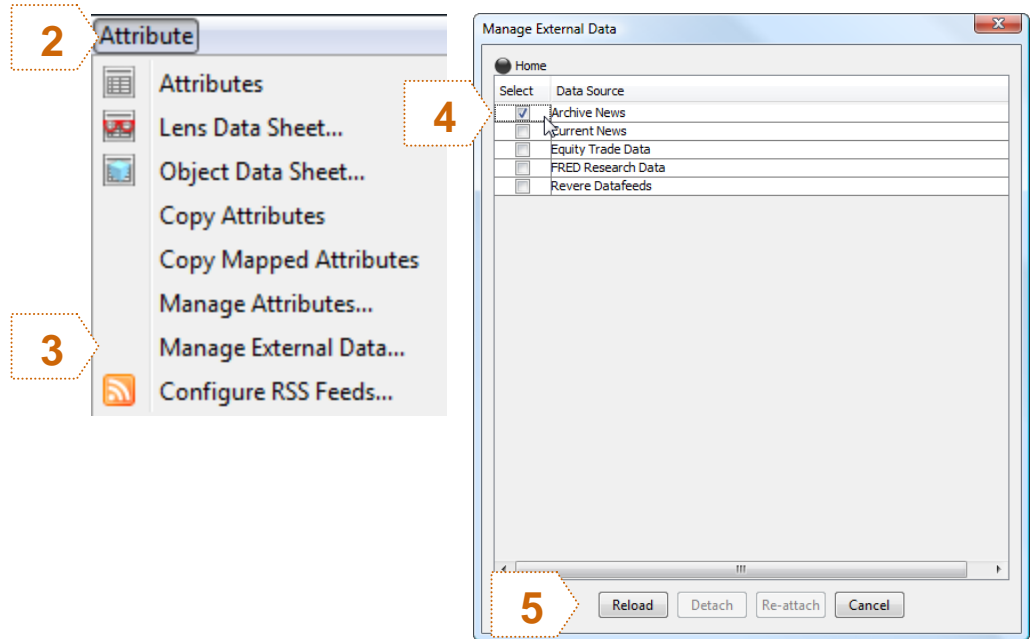 2
Attribute
Attributes
Lens Data Sheet...
Object Data Sheet...
Copy Attributes
Copy Mapped Attributes
Manage Attributes...
3
Manage External Data...
Configure RSS Feeds...
Manage External Data
Home
Select Data Source
4
Archive News
Current News
Equity Trade Data
FRED Research Data
Revere Datafeeds
5
Reload Detach Re-attach Cancel